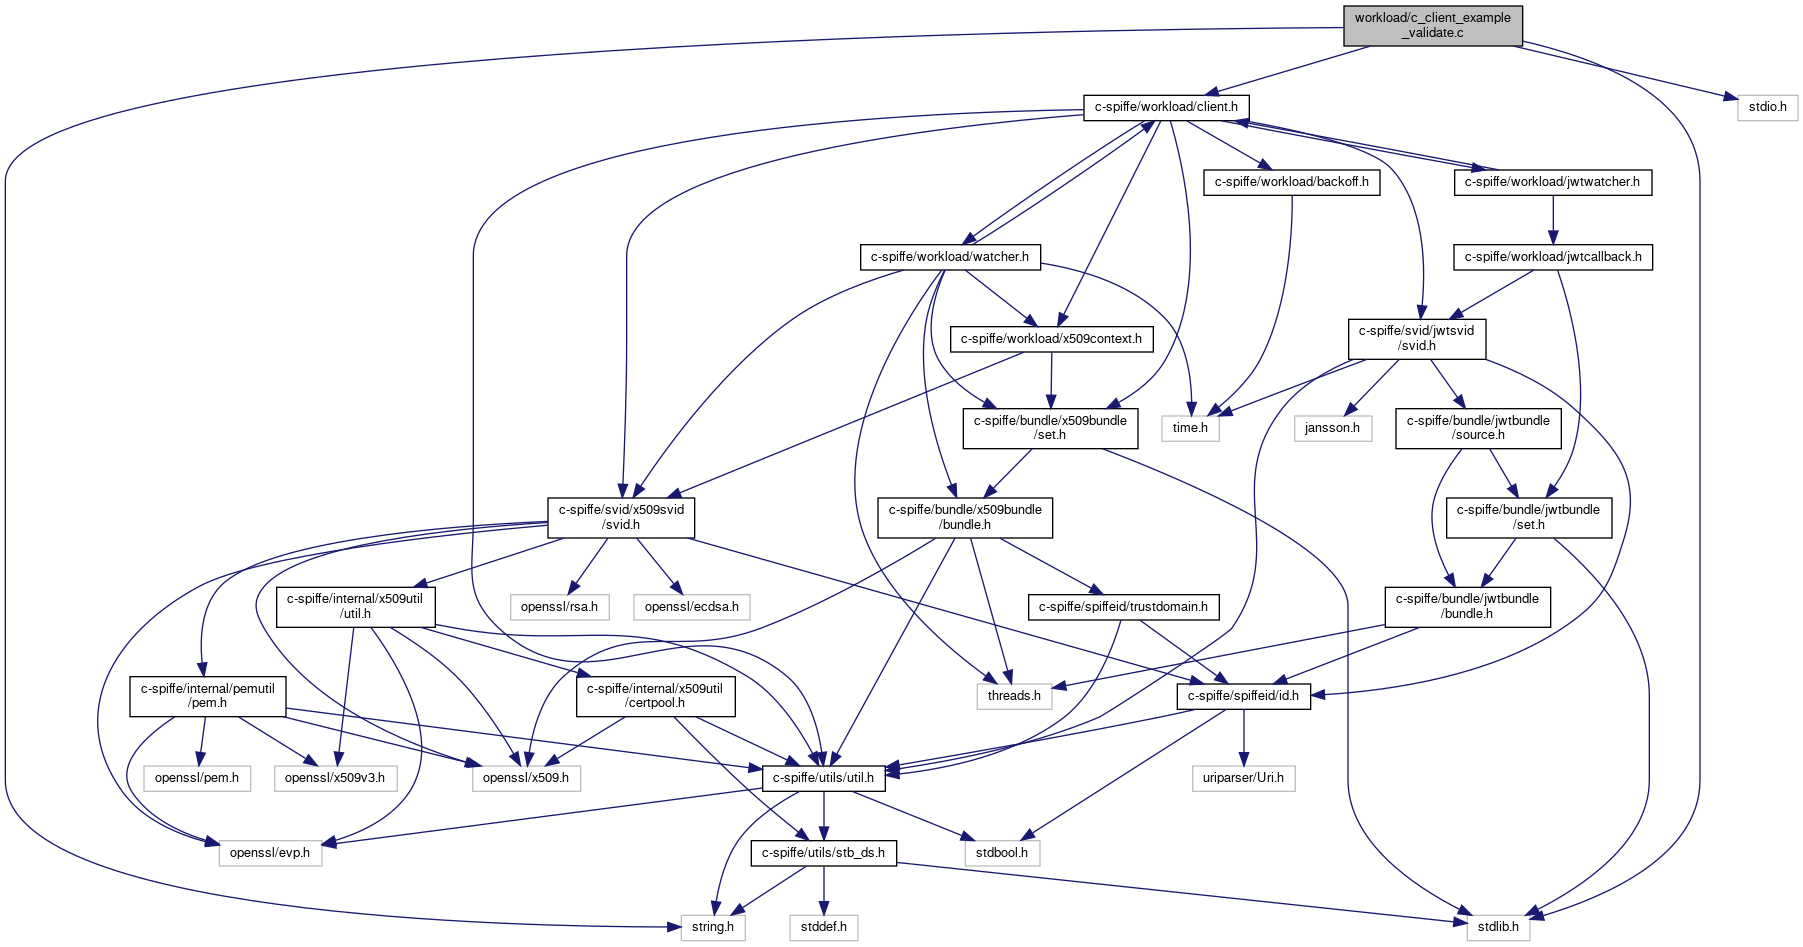 workload/c_client_example
_validate.c
c-spiffe/workload/client.h
stdio.h
c-spiffe/workload/backoff.h
c-spiffe/workload/jwtwatcher.h
c-spiffe/workload/watcher.h
c-spiffe/workload/jwtcallback.h
c-spiffe/workload/x509context.h
c-spiffe/svid/jwtsvid
/svid.h
c-spiffe/bundle/x509bundle
/set.h
time.h
jansson.h
c-spiffe/bundle/jwtbundle
/source.h
c-spiffe/svid/x509svid
/svid.h
c-spiffe/bundle/x509bundle
/bundle.h
c-spiffe/bundle/jwtbundle
/set.h
c-spiffe/internal/x509util
/util.h
openssl/rsa.h
openssl/ecdsa.h
c-spiffe/spiffeid/trustdomain.h
c-spiffe/bundle/jwtbundle
/bundle.h
c-spiffe/internal/pemutil
/pem.h
c-spiffe/internal/x509util
/certpool.h
threads.h
c-spiffe/spiffeid/id.h
openssl/pem.h
openssl/x509v3.h
openssl/x509.h
c-spiffe/utils/util.h
uriparser/Uri.h
openssl/evp.h
c-spiffe/utils/stb_ds.h
stdbool.h
string.h
stddef.h
stdlib.h